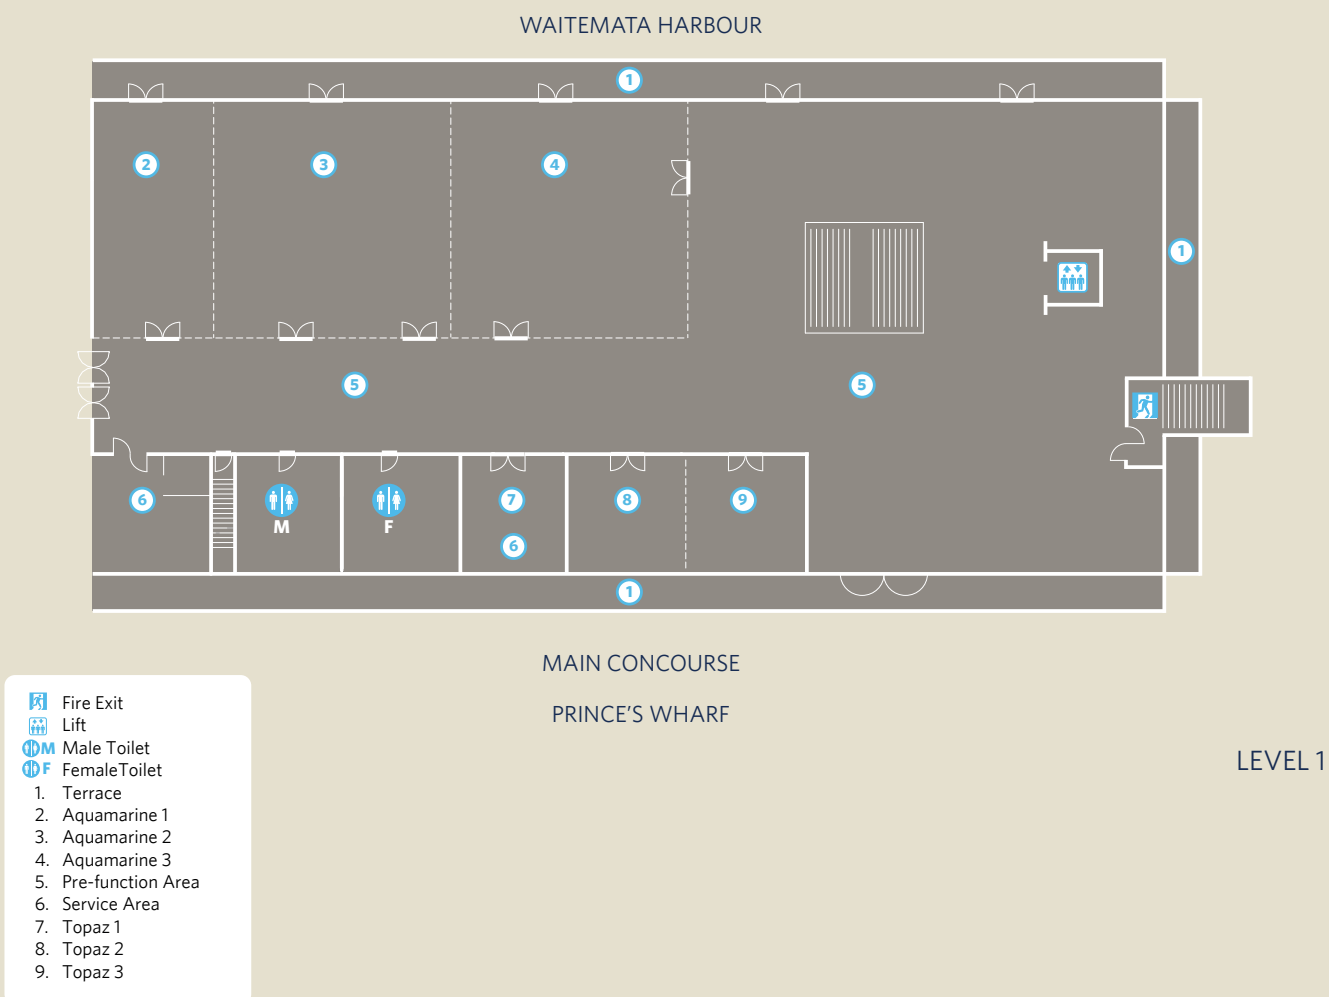 WAITEMATA HARBOUR
1
2
3
4
1
5
5
6
M
F
7
8
9
6
1
MAIN CONCOURSE
PRINCE'S WHARF
LEVEL 1
Fire Exit
Lift
M Male Toilet
F FemaleToilet
1. Terrace
2. Aquamarine 1
3. Aquamarine 2
4. Aquamarine 3
5. Pre-function Area
6. Service Area
7. Topaz 1
8. Topaz 2
9. Topaz 3